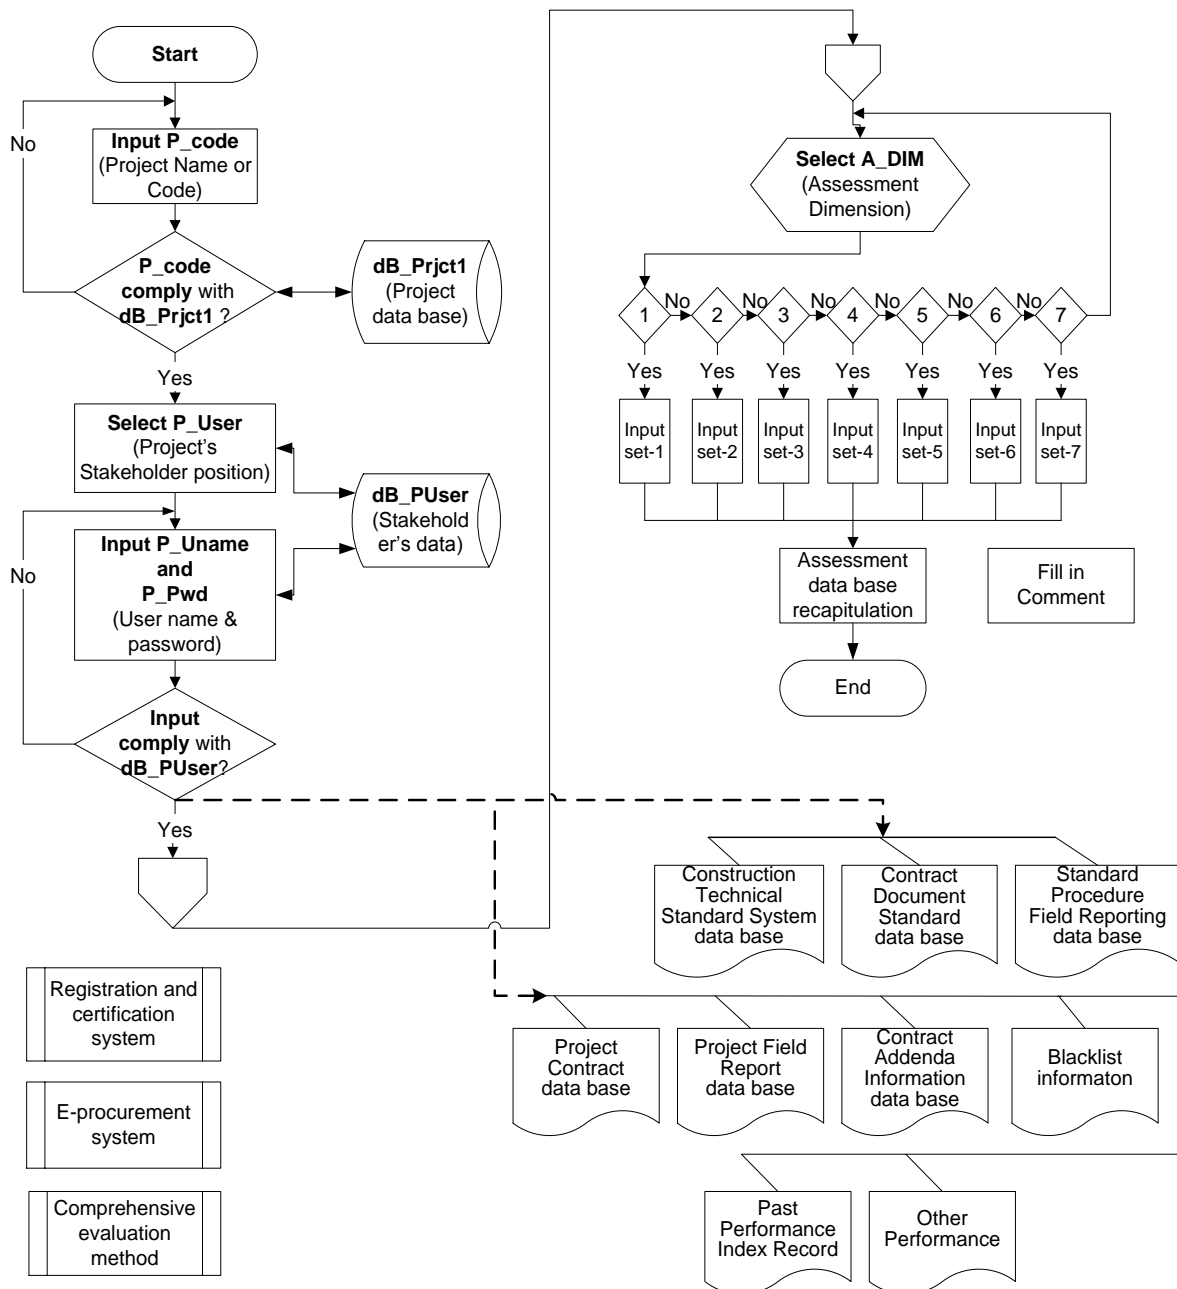 Start
No
Input P_code
(Project Name or
Code)
P_code
comply with
dB_Prjct1 ?
dB_Prjct1
(Project
data base)
Yes
Select P_User
(Project's
Stakeholder position)
dB_PUser
(Stakehold
er's data)
No
Input P_Uname
and
P_Pwd
(User name &
password)
Input
comply with
dB_PUser?
Yes
Select A_DIM
(Assessment
Dimension)
1 No 2 No 3 No 4 No 5 No 6 No 7
Yes Yes Yes Yes Yes Yes Yes
Input
set-1
Input
set-2
Input
set-3
Input
set-4
Input
set-5
Input
set-6
Input
set-7
Assessment
data base
recapitulation
Fill in
Comment
End
Construction
Technical
Standard System
data base
Contract
Document
Standard
data base
Standard
Procedure
Field Reporting
data base
Registration and
certification
system
Project
Contract
data base
Project Field
Report
data base
Contract
Addenda
Information
data base
Blacklist
informaton
E-procurement
system
Comprehensive
evaluation
method
Past
Performance
Index Record
Other
Performance